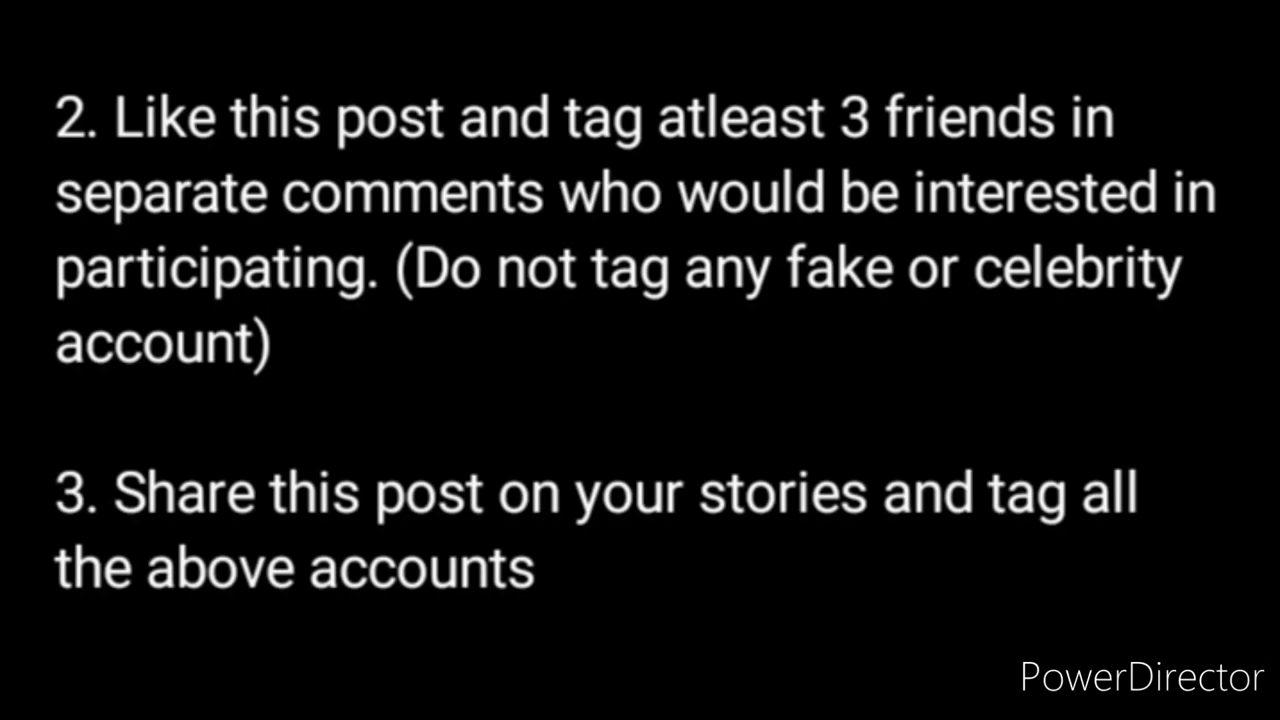 2. Like this post and tag atleast 3 friends in
separate comments who would be interested in
participating. (Do not tag any fake or celebrity
account)
3. Share this post on your stories and tag all
the above accounts
PowerDirector